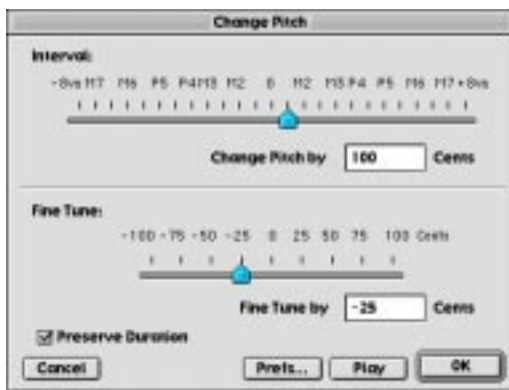 Change Pitch
Interval:
-8va M7 M6 P5 P4 M3 M2 0 M2 M3 P4 P5 M6 M7 +8va
Change Pitch by 100 Cents
Fine Tune:
-100 -75 -50 -25 0 25 50 75 100 Cents
Fine Tune by -25 Cents
Preserve Duration
Cancel Prefs... Play OK